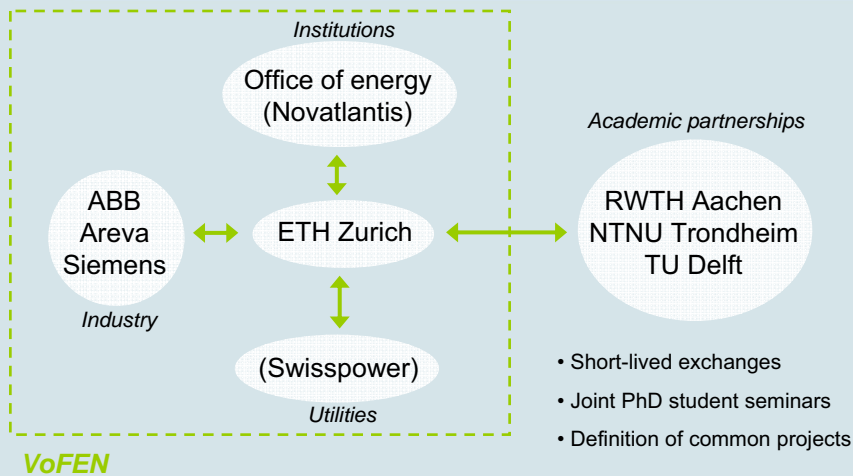 Institutions
Office of energy
(Novatlantis)
Academic partnerships
ABB
Areva
Siemens
Industry
ETH Zurich
RWTH Aachen
NTNU Trondheim
TU Delft
(Swisspower)
Utilities
• Short-lived exchanges
• Joint PhD student seminars
• Definition of common projects
VoFEN